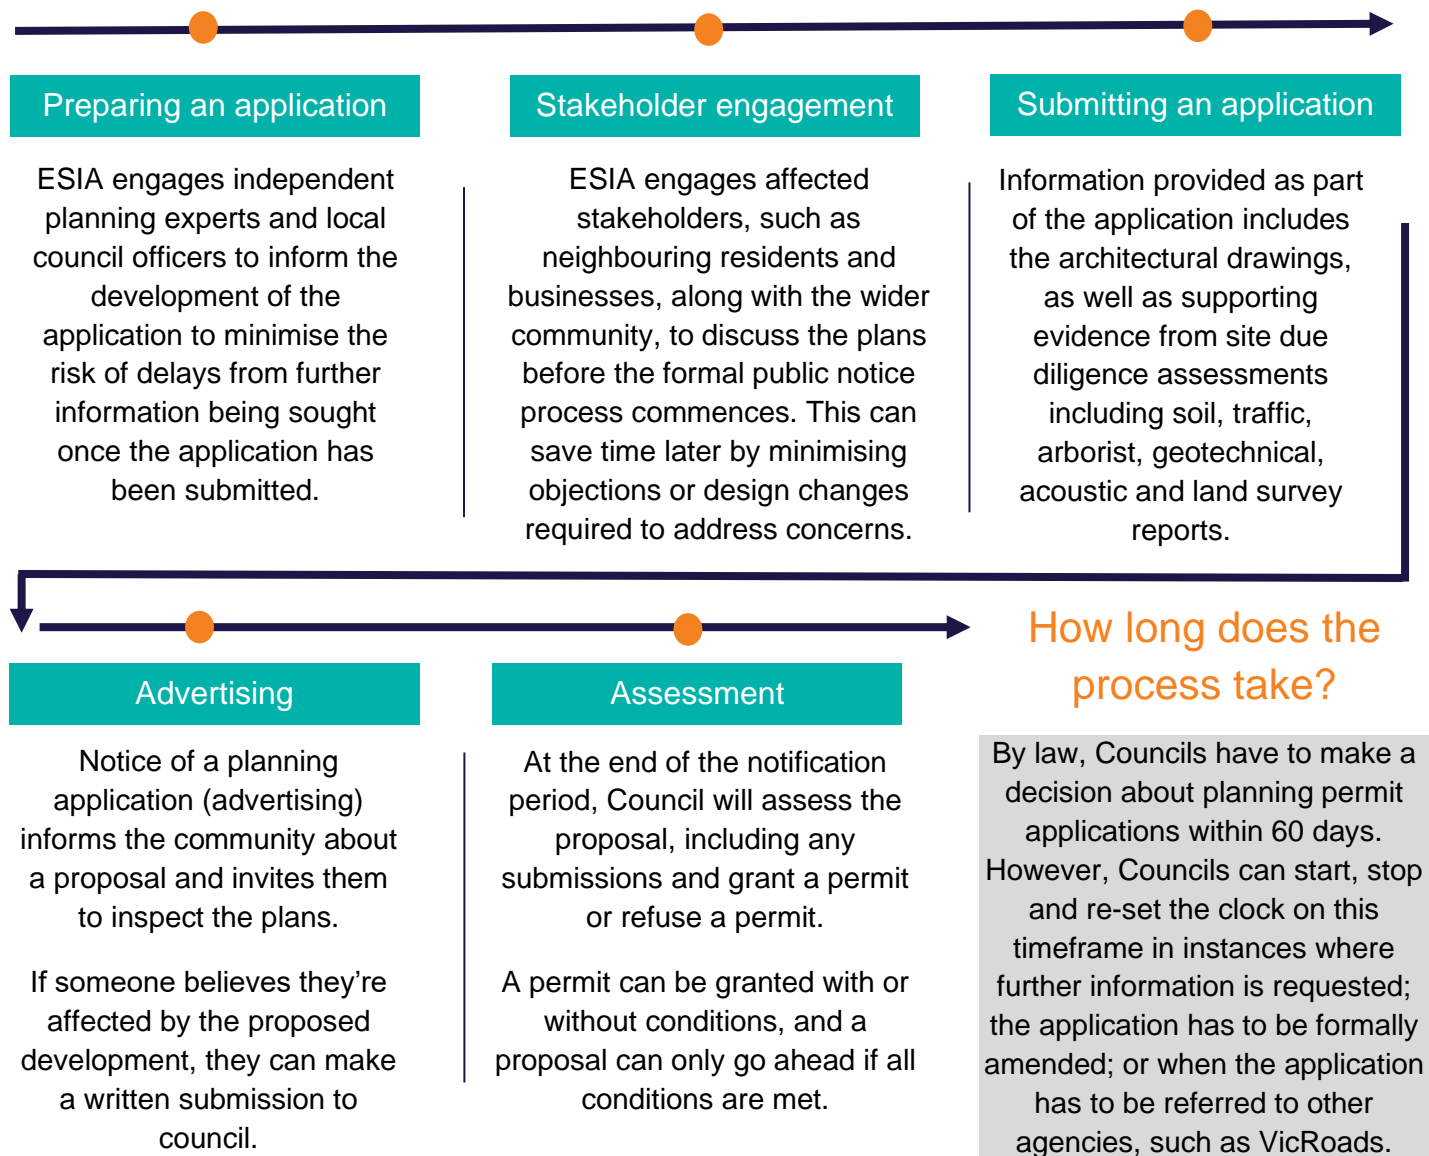 Preparing an application
ESIA engages independent
planning experts and local
council officers to inform the
development of the
application to minimise the
risk of delays from further
information being sought
once the application has
been submitted.
Stakeholder engagement
ESIA engages affected
stakeholders, such as
neighbouring residents and
businesses, along with the wider
community, to discuss the plans
before the formal public notice
process commences. This can
save time later by minimising
objections or design changes
required to address concerns.
Submitting an application
Information provided as part
of the application includes
the architectural drawings,
as well as supporting
evidence from site due
diligence assessments
including soil, traffic,
arborist, geotechnical,
acoustic and land survey
reports.
Advertising
Notice of a planning
application (advertising)
informs the community about
a proposal and invites them
to inspect the plans.
If someone believes they’re
affected by the proposed
development, they can make
a written submission to
council.
Assessment
At the end of the notification
period, Council will assess the
proposal, including any
submissions and grant a permit
or refuse a permit.
A permit can be granted with or
without conditions, and a
proposal can only go ahead if all
conditions are met.
How long does the
process take?
By law, Councils have to make a
decision about planning permit
applications within 60 days.
However, Councils can start, stop
and re-set the clock on this
timeframe in instances where
further information is requested;
the application has to be formally
amended; or when the application
has to be referred to other
agencies, such as VicRoads.